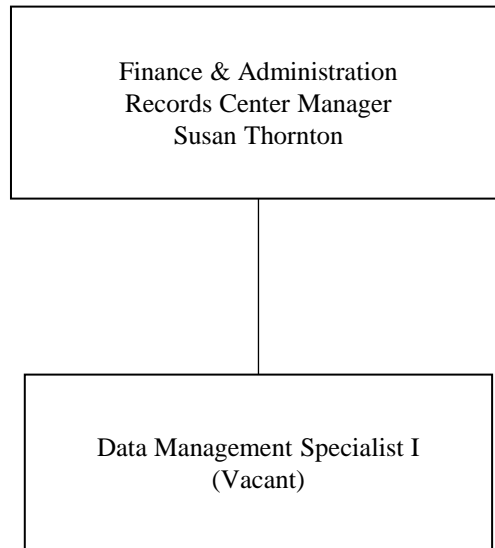 Finance & Administration
Records Center Manager
Susan Thornton
Data Management Specialist I
(Vacant)